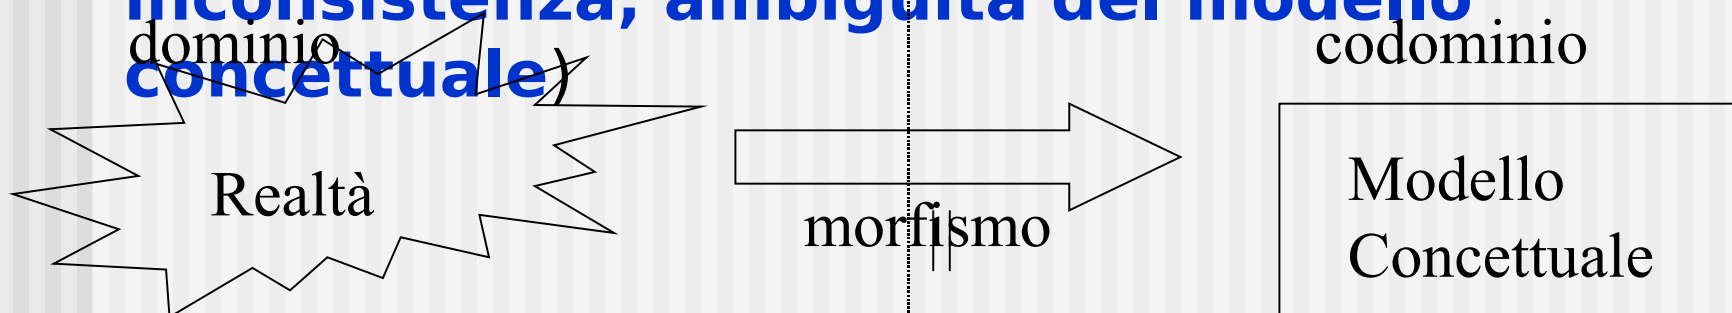 inconsistenza, ambiguità del modello
concettuale)
dominio
codominio
Realtà
morfismo
Modello
Concettuale